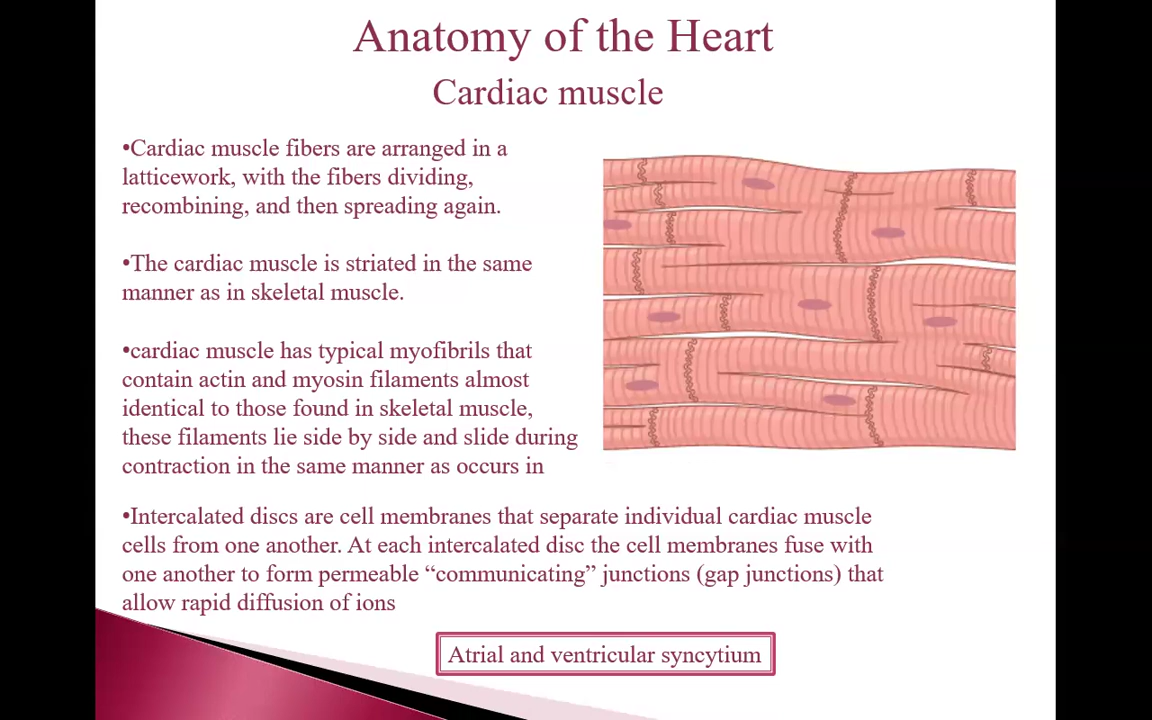 Anatomy of the Heart
Cardiac muscle
•Cardiac muscle fibers are arranged in a
latticework, with the fibers dividing,
recombining, and then spreading again.
•The cardiac muscle is striated in the same
manner as in skeletal muscle.
•cardiac muscle has typical myofibrils that
contain actin and myosin filaments almost
identical to those found in skeletal muscle,
these filaments lie side by side and slide during
contraction in the same manner as occurs in
•Intercalated discs are cell membranes that separate individual cardiac muscle
cells from one another. At each intercalated disc the cell membranes fuse with
one another to form permeable “communicating” junctions (gap junctions) that
allow rapid diffusion of ions
Atrial and ventricular syncytium